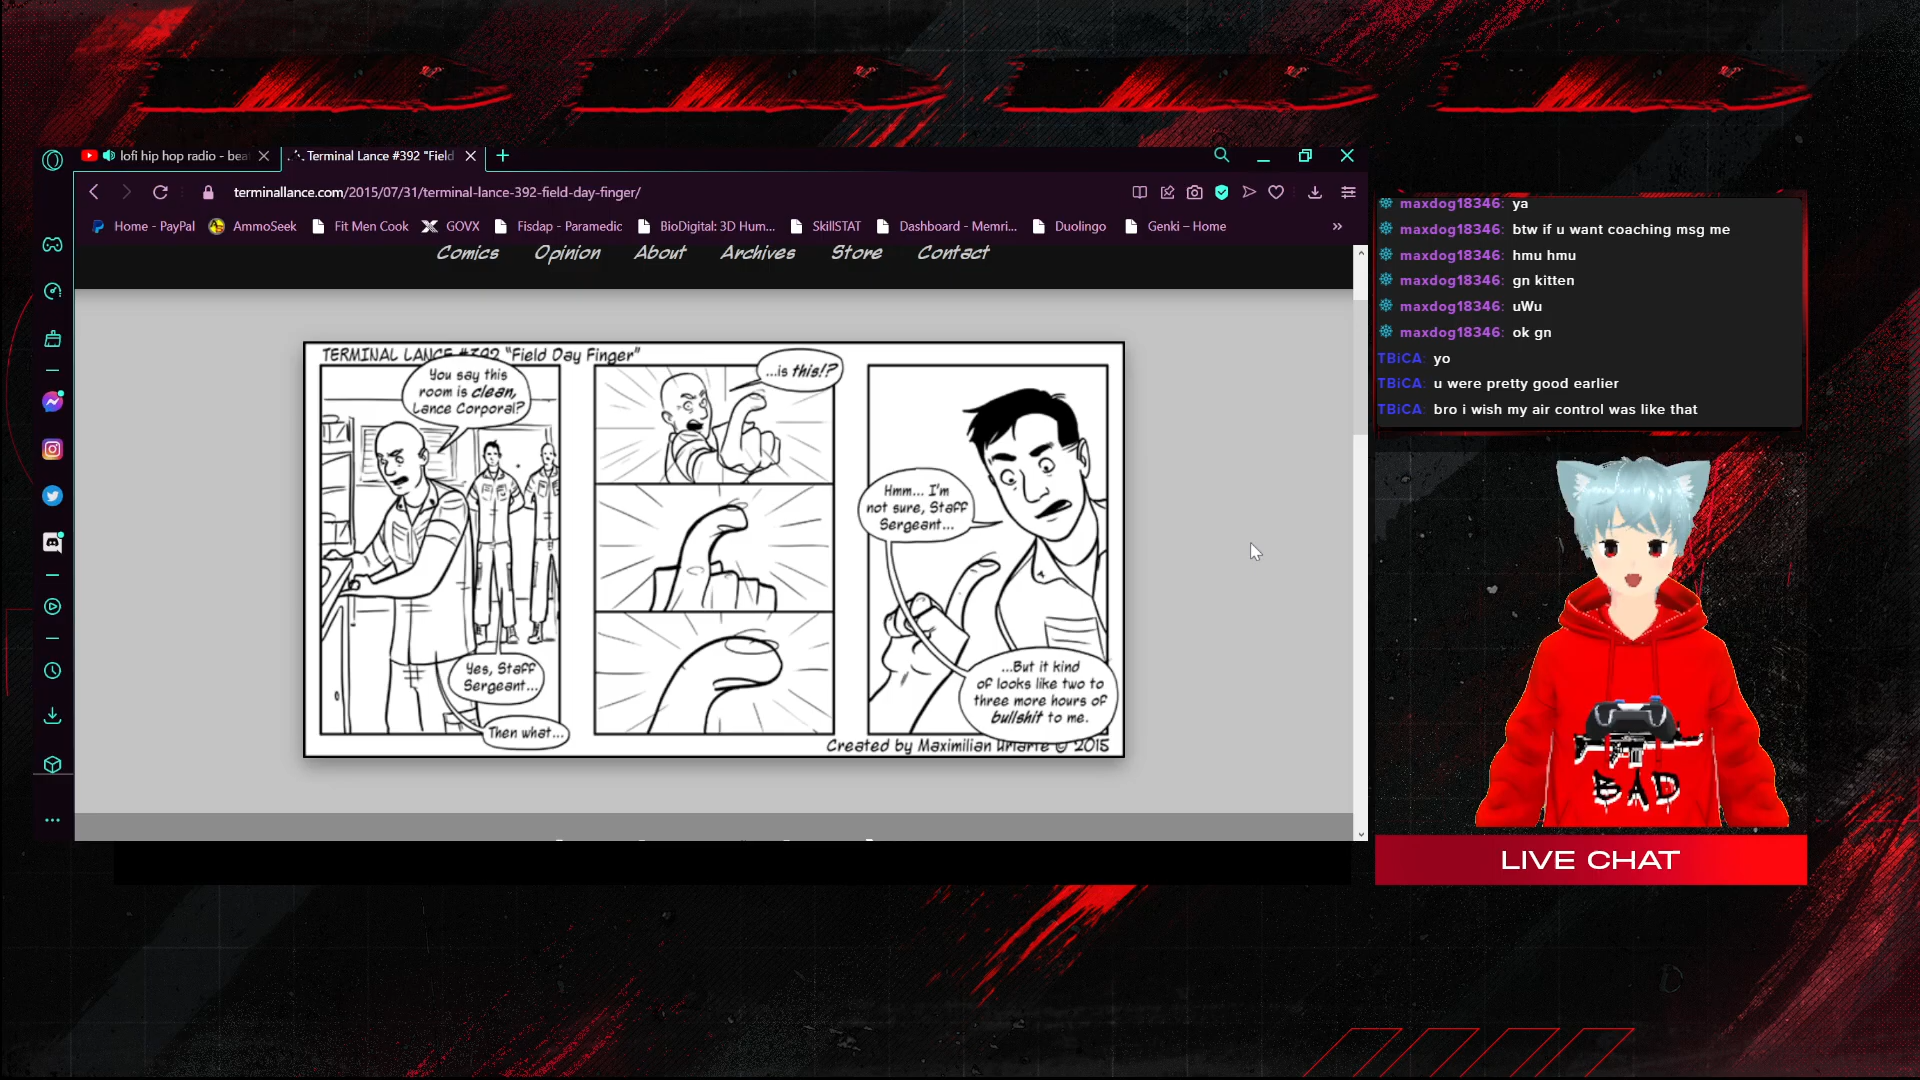 lofi hip hop radio - bea
Terminal Lance #392 "Field
terminallance.com/2015/07/31/terminal-lance-392-field-day-finger/
Home - PayPal
AmmoSeek
Fit Men Cook
GOVX
Fisdap - Paramedic
BioDigital: 3D Hum...
SkillSTAT
Dashboard - Memri...
Duolingo
Genki – Home
»
Comics
Opinion
About
Archives
Store
Contact
TERMINAL LANCE #392 "Field Day Finger"
You say this
room is clean,
Lance Corporal?
Yes, Staff
Sergeant...
Then what...
...is this!?
Hmm... I'm
not sure, Staff
Sergeant...
...But it kind
of looks like two to
three more hours of
bullshit to me.
Created by Maximilian Uriarte © 2015
maxdog18346: ya
maxdog18346: btw if u want coaching msg me
maxdog18346: hmu hmu
maxdog18346: gn kitten
maxdog18346: uWu
maxdog18346: ok gn
TBiCA: yo
TBiCA: u were pretty good earlier
TBiCA: bro i wish my air control was like that
BAD
LIVE CHAT